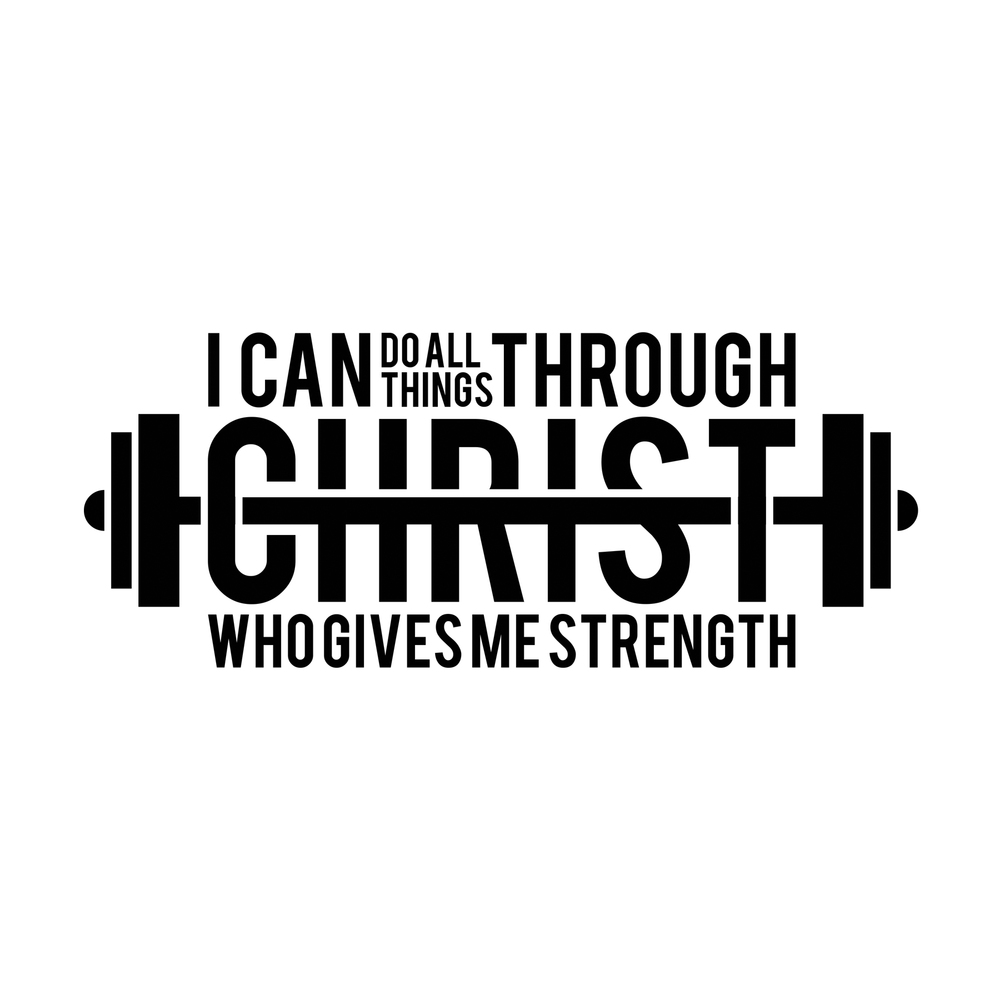 I CAN DO ALL THINGS THROUGH
CHRIST
WHO GIVES ME STRENGTH